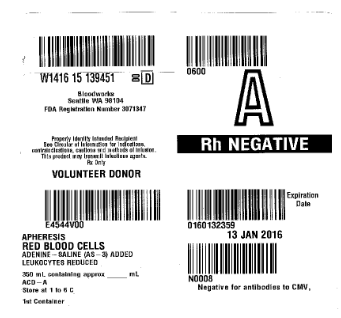 W1416 15 139451 D
Bloodworks
Seattle WA 98104
FDA Registration Number 3071347
Properly Identify Intended Recipient
See Circular of Information for indications,
contraindications, cautions and methods of infusion.
This product may transmit infectious agents.
Rx Only
VOLUNTEER DONOR
0600
A
Rh NEGATIVE
E4544V00
APHERESIS
RED BLOOD CELLS
ADENINE - SALINE (AS - 3) ADDED
LEUKOCYTES REDUCED
350 mL containing approx ____ mL
ACD - A
Store at 1 to 6 C
1st Container
Expiration
Date
0160132359
13 JAN 2016
N0008
Negative for antibodies to CMV,